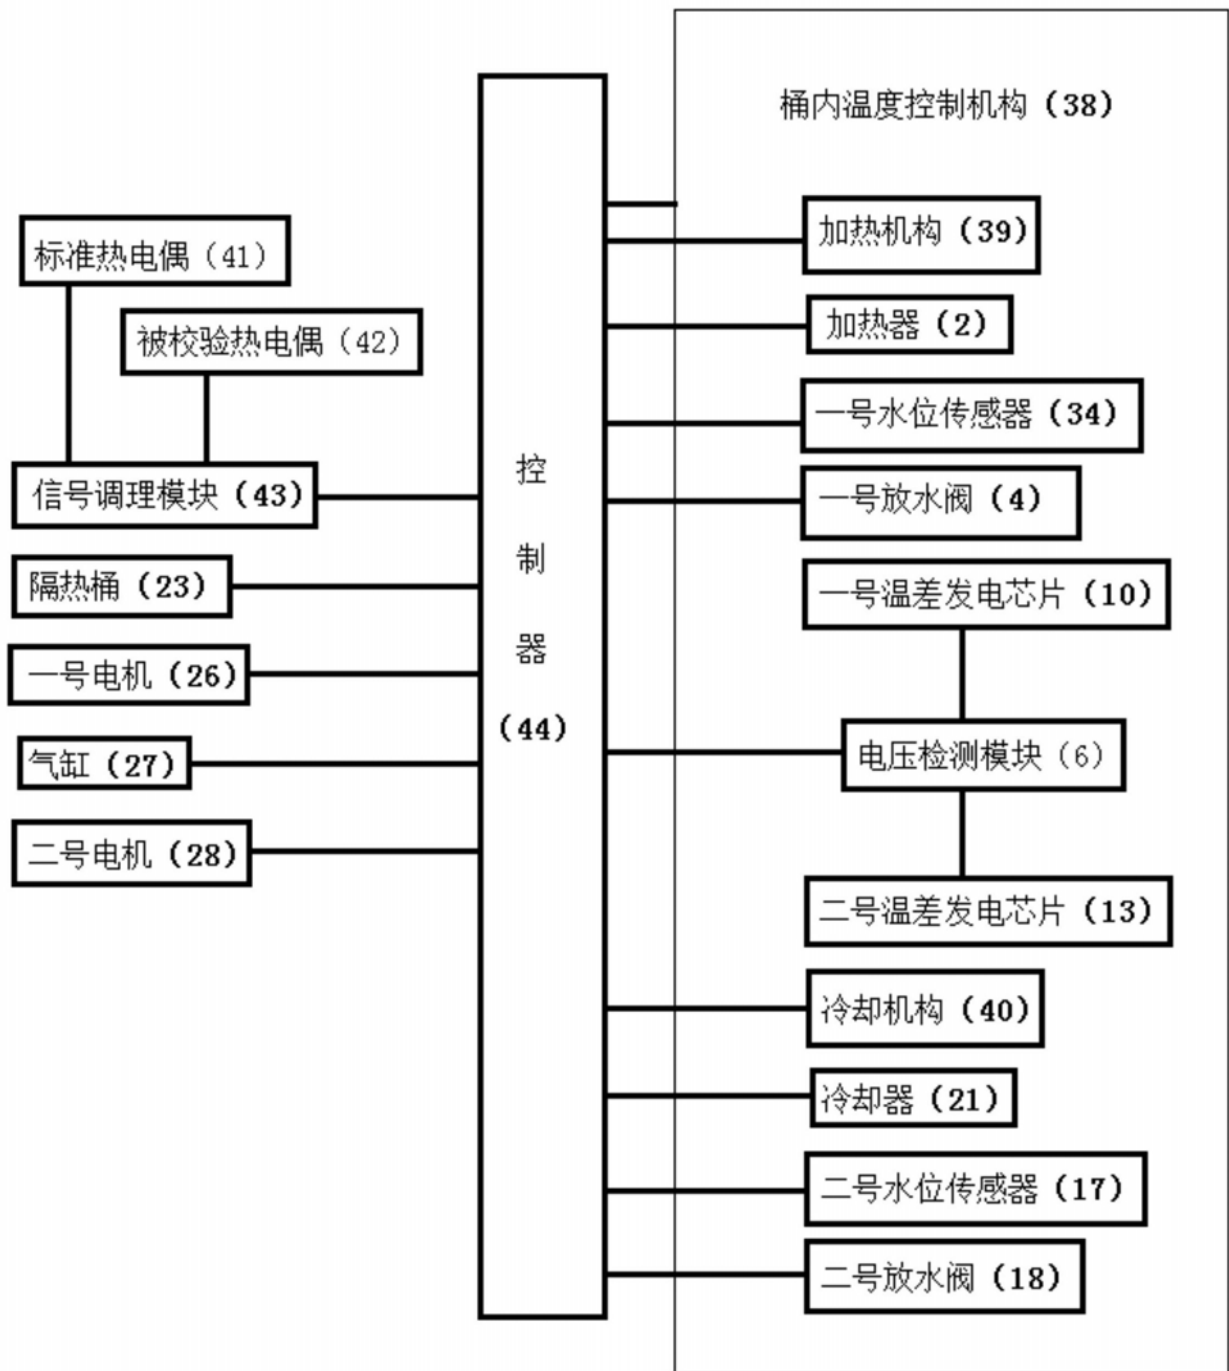 桶内温度控制机构（38）
标准热电偶（41）
被校验热电偶（42）
信号调理模块（43）
隔热桶（23）
一号电机（26）
气缸（27）
二号电机（28）
控
制
器
（44）
加热机构（39）
加热器（2）
一号水位传感器（34）
一号放水阀（4）
一号温差发电芯片（10）
电压检测模块（6）
二号温差发电芯片（13）
冷却机构（40）
冷却器（21）
二号水位传感器（17）
二号放水阀（18）